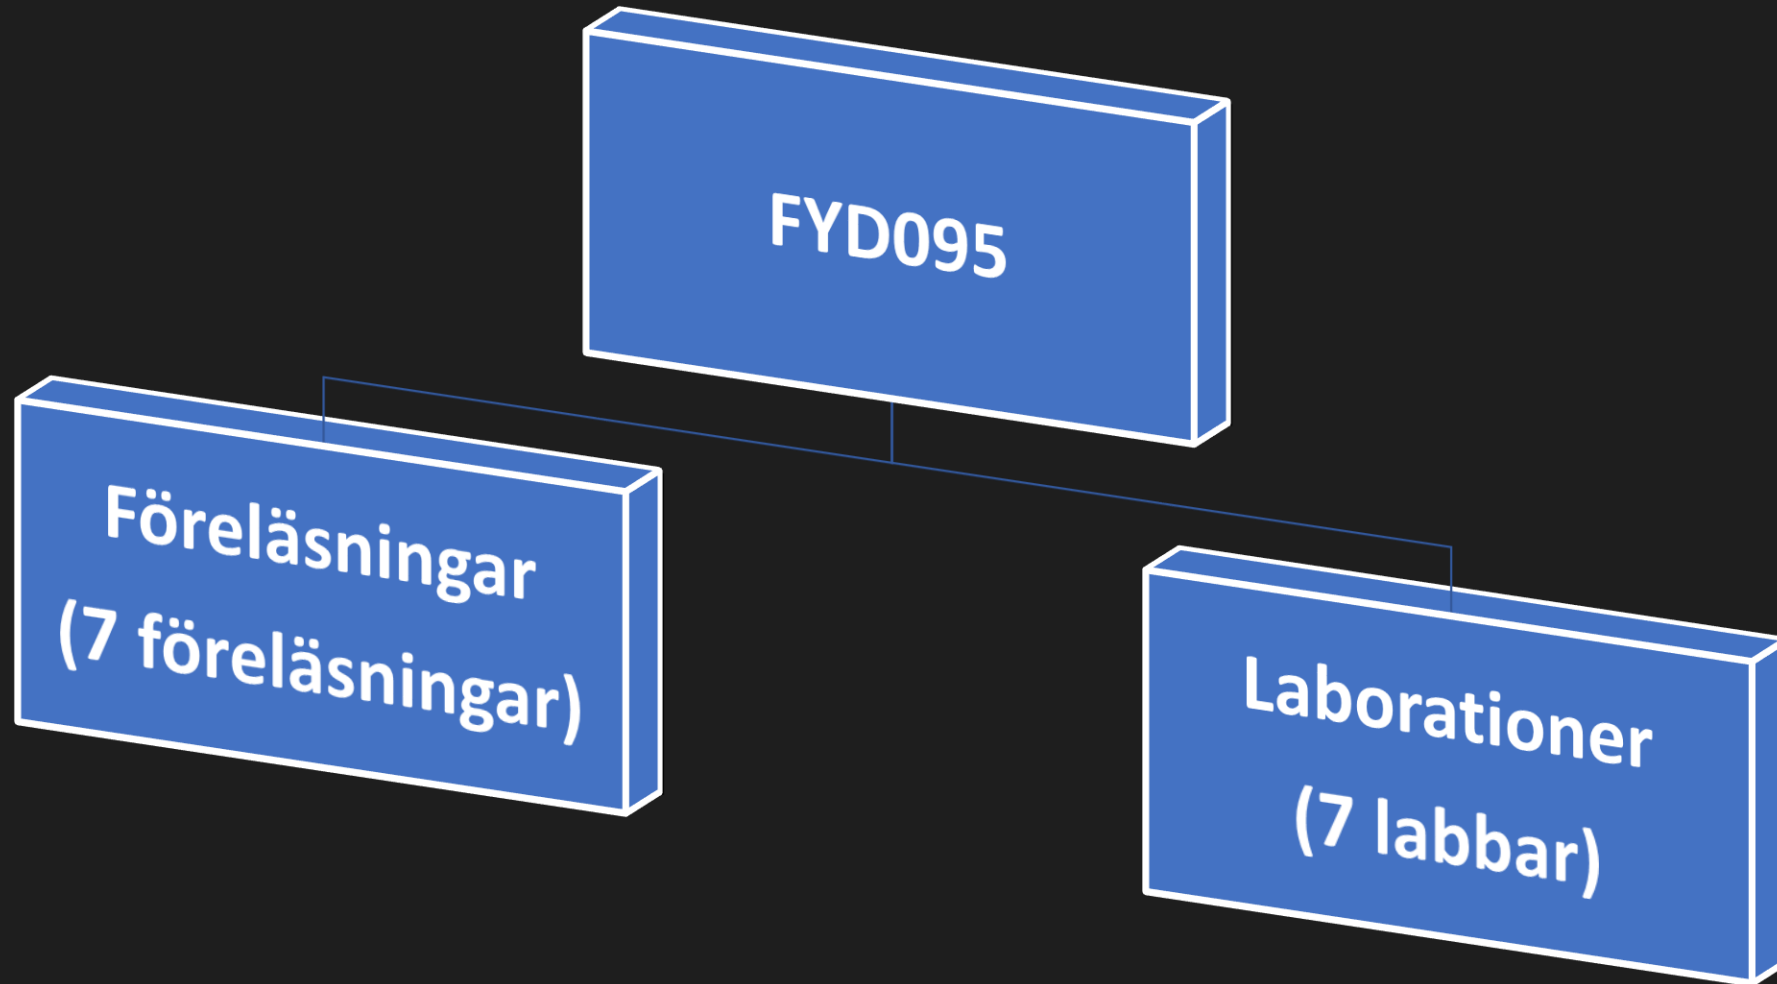 FYD095
Föreläsningar
(7 föreläsningar)
Laborationer
(7 labbar)